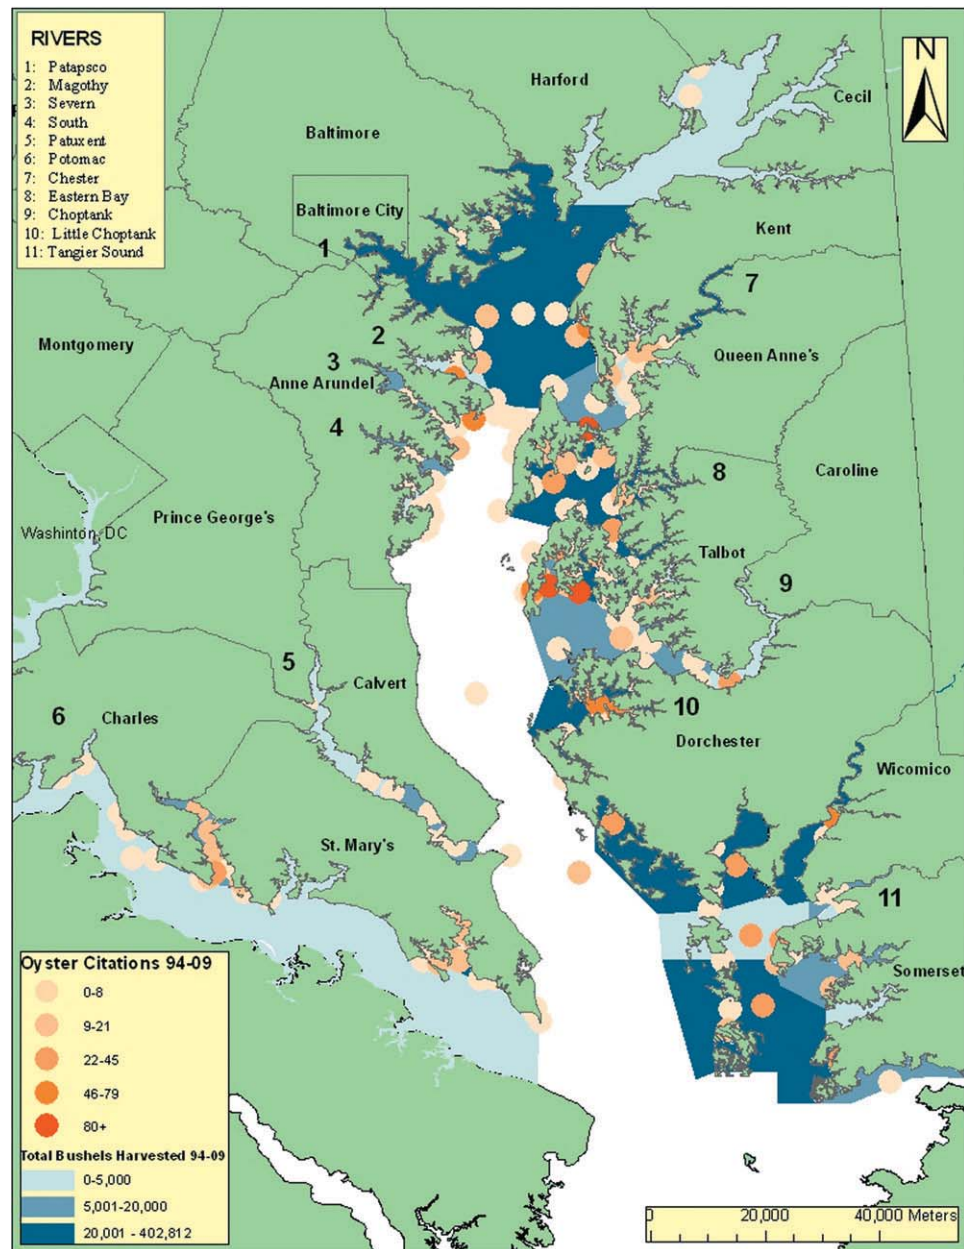 RIVERS
1: Patapsco
2: Magothy
3: Severn
4: South
5: Patuxent
6: Potomac
7: Chester
8: Eastern Bay
9: Choptank
10: Little Choptank
11: Tangier Sound
N
Harford
Cecil
Baltimore
Baltimore City
Kent
1
7
2
Montgomery
3
Queen Anne's
Anne Arundel
4
8
Caroline
Prince George's
Washinton, DC
Talbot
9
5
Calvert
6
Charles
10
Dorchester
Wicomico
St. Mary's
11
Somerset
Oyster Citations 94-09
0-8
9-21
22-45
46-79
80+
Total Bushels Harvested 94-09
0-5,000
5,001-20,000
20,001 - 402,812
0 20,000 40,000 Meters